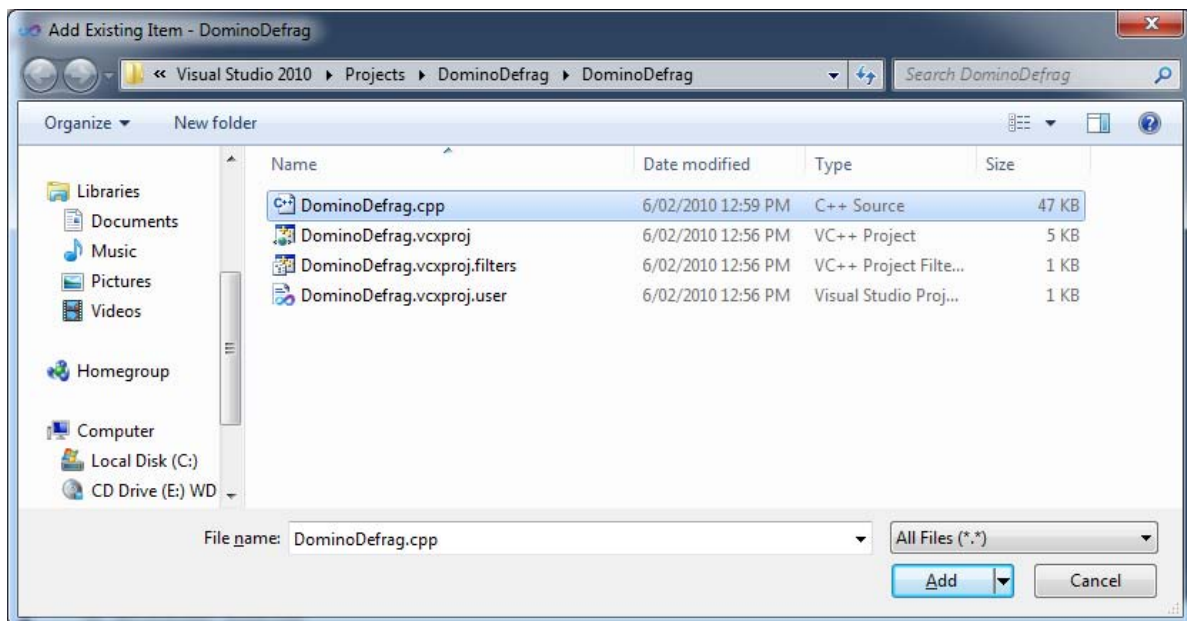 Add Existing Item - DominoDefrag
« Visual Studio 2010 ▸ Projects ▸ DominoDefrag ▸ DominoDefrag
Search DominoDefrag
Organize New folder
Name Date modified Type Size
Libraries
Documents
Music
Pictures
Videos
Homegroup
Computer
Local Disk (C:)
CD Drive (E:) WD
DominoDefrag.cpp 6/02/2010 12:59 PM C++ Source 47 KB
DominoDefrag.vcxproj 6/02/2010 12:56 PM VC++ Project 5 KB
DominoDefrag.vcxproj.filters 6/02/2010 12:56 PM VC++ Project Filte... 1 KB
DominoDefrag.vcxproj.user 6/02/2010 12:56 PM Visual Studio Proj... 1 KB
File name: DominoDefrag.cpp All Files (*.*)
Add Cancel